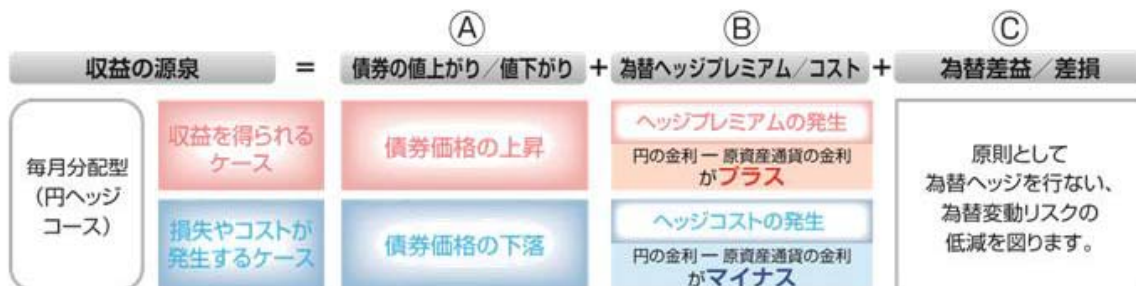 Ⓐ Ⓑ Ⓒ
収益の源泉 = 債券の値上がり／値下がり + 為替ヘッジプレミアム／コスト + 為替差益／差損
毎月分配型
(円ヘッジ
コース)
収益を得られる
ケース
債券価格の上昇
ヘッジプレミアムの発生
円の金利 ー 原資産通貨の金利
がプラス
損失やコストが
発生するケース
債券価格の下落
ヘッジコストの発生
円の金利 ー 原資産通貨の金利
がマイナス
原則として
為替ヘッジを行ない、
為替変動リスクの
低減を図ります。